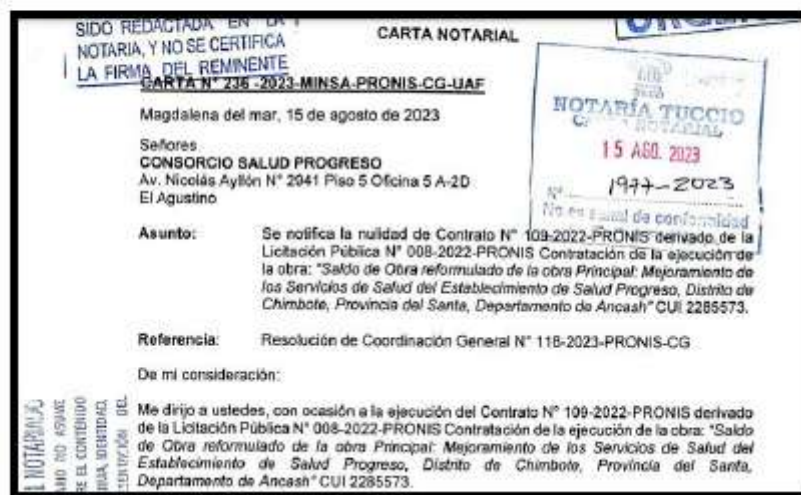 SIDO REDACTADA EN LA
NOTARIA, Y NO SE CERTIFICA
LA FIRMA DEL REMINENTE
CARTA NOTARIAL
CARTA N° 236 -2023-MINSA-PRONIS-CG-UAF
Magdalena del mar, 15 de agosto de 2023
NOTARÍA TUCCIO
NOTARIAL
15 AGO. 2023
N° 1977-2023
No es señal de conformidad
Señores
CONSORCIO SALUD PROGRESO
Av. Nicolás Ayllón N° 2941 Piso 5 Oficina 5 A-2D
El Agustino
Asunto: Se notifica la nulidad de Contrato N° 109-2022-PRONIS derivado de la
Licitación Pública N° 008-2022-PRONIS Contratación de la ejecución de
la obra: "Saldo de Obra reformulado de la obra Principal: Mejoramiento de
los Servicios de Salud del Establecimiento de Salud Progreso, Distrito de
Chimbote, Provincia del Santa, Departamento de Ancash" CUI 2285573.
Referencia: Resolución de Coordinación General N° 118-2023-PRONIS-CG
De mi consideración:
Me dirijo a ustedes, con ocasión a la ejecución del Contrato N° 109-2022-PRONIS derivado
de la Licitación Pública N° 008-2022-PRONIS Contratación de la ejecución de la obra: "Saldo
de Obra reformulado de la obra Principal: Mejoramiento de los Servicios de Salud del
Establecimiento de Salud Progreso, Distrito de Chimbote, Provincia del Santa,
Departamento de Ancash" CUI 2285573.